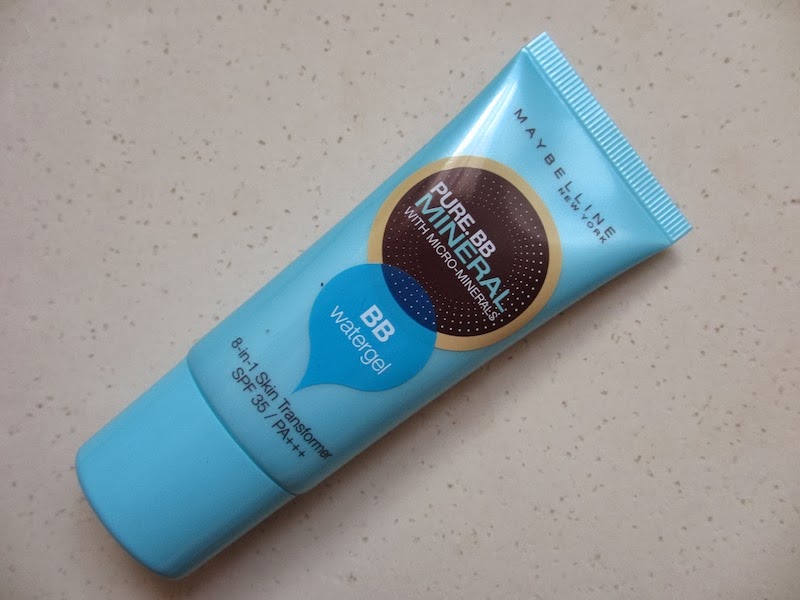 MAYBELLINE
NEW YORK
PURE.BB
MINERAL
WITH MICRO-MINERALS
BB
watergel
8-in-1 Skin Transformer
SPF 35 / PA+++